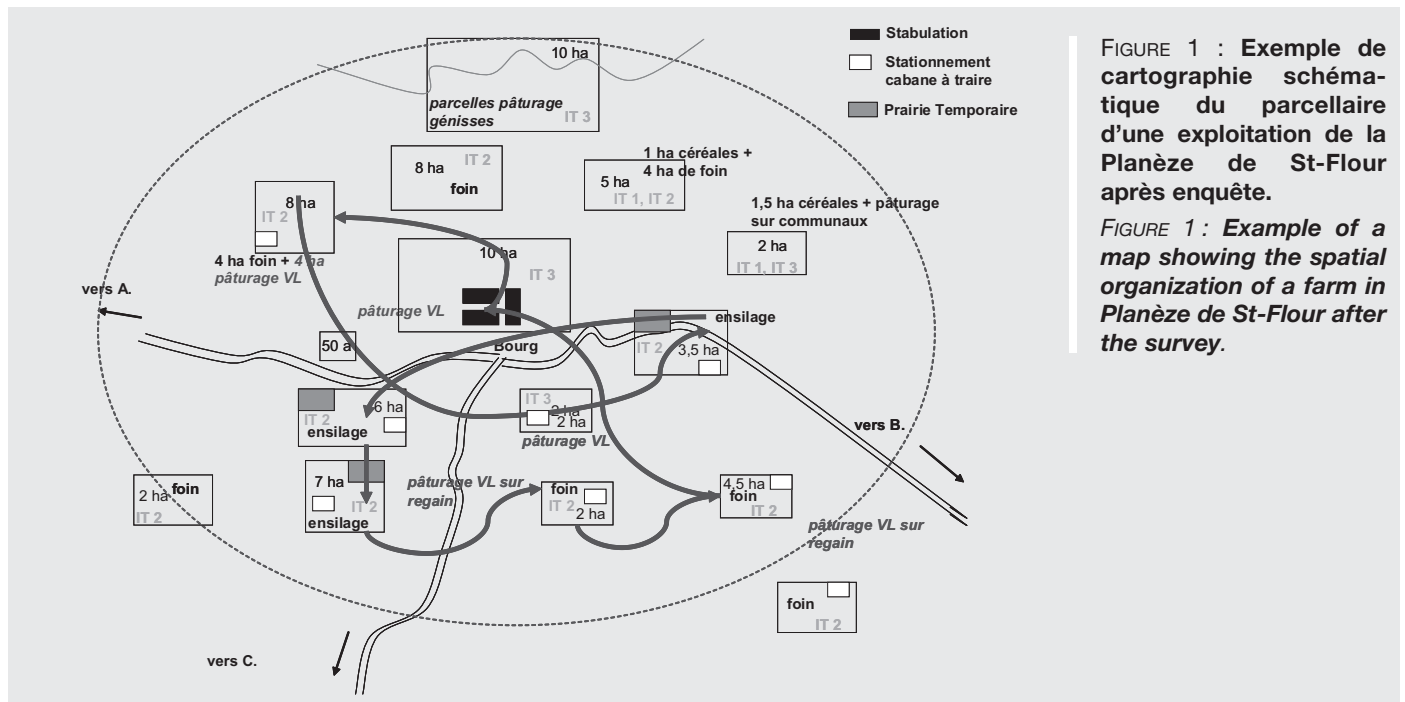 Stabulation
Stationnement
cabane à traire
Prairie Temporaire
10 ha
parcelles pâturage
génisses
IT 3
8 ha
IT 2
foin
1 ha céréales +
4 ha de foin
5 ha
IT 1, IT 2
1,5 ha céréales + pâturage
sur communaux
2 ha
IT 1, IT 3
8 ha
IT 2
4 ha foin + 4 ha
pâturage VL
10 ha
IT 3
pâturage VL
vers A.
50 a
Bourg
ensilage
IT 2
3,5 ha
6 ha
IT 2
ensilage
IT 3
2 ha
2 ha
pâturage VL
vers B.
2 ha
foin
IT 2
7 ha
IT 2
ensilage
pâturage VL sur
regain
foin
IT 2
2 ha
4,5 ha
foin
IT 2
pâturage VL sur
regain
foin
IT 2
vers C.
FIGURE 1 : Exemple de
cartographie schéma-
tique du parcellaire
d'une exploitation de la
Planèze de St-Flour
après enquête.
FIGURE 1 : Example of a
map showing the spatial
organization of a farm in
Planèze de St-Flour after
the survey.